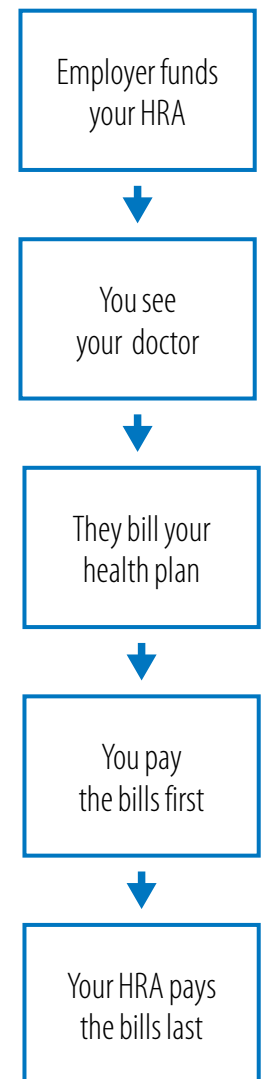 Employer funds
your HRA
You see
your doctor
They bill your
health plan
You pay
the bills first
Your HRA pays
the bills last